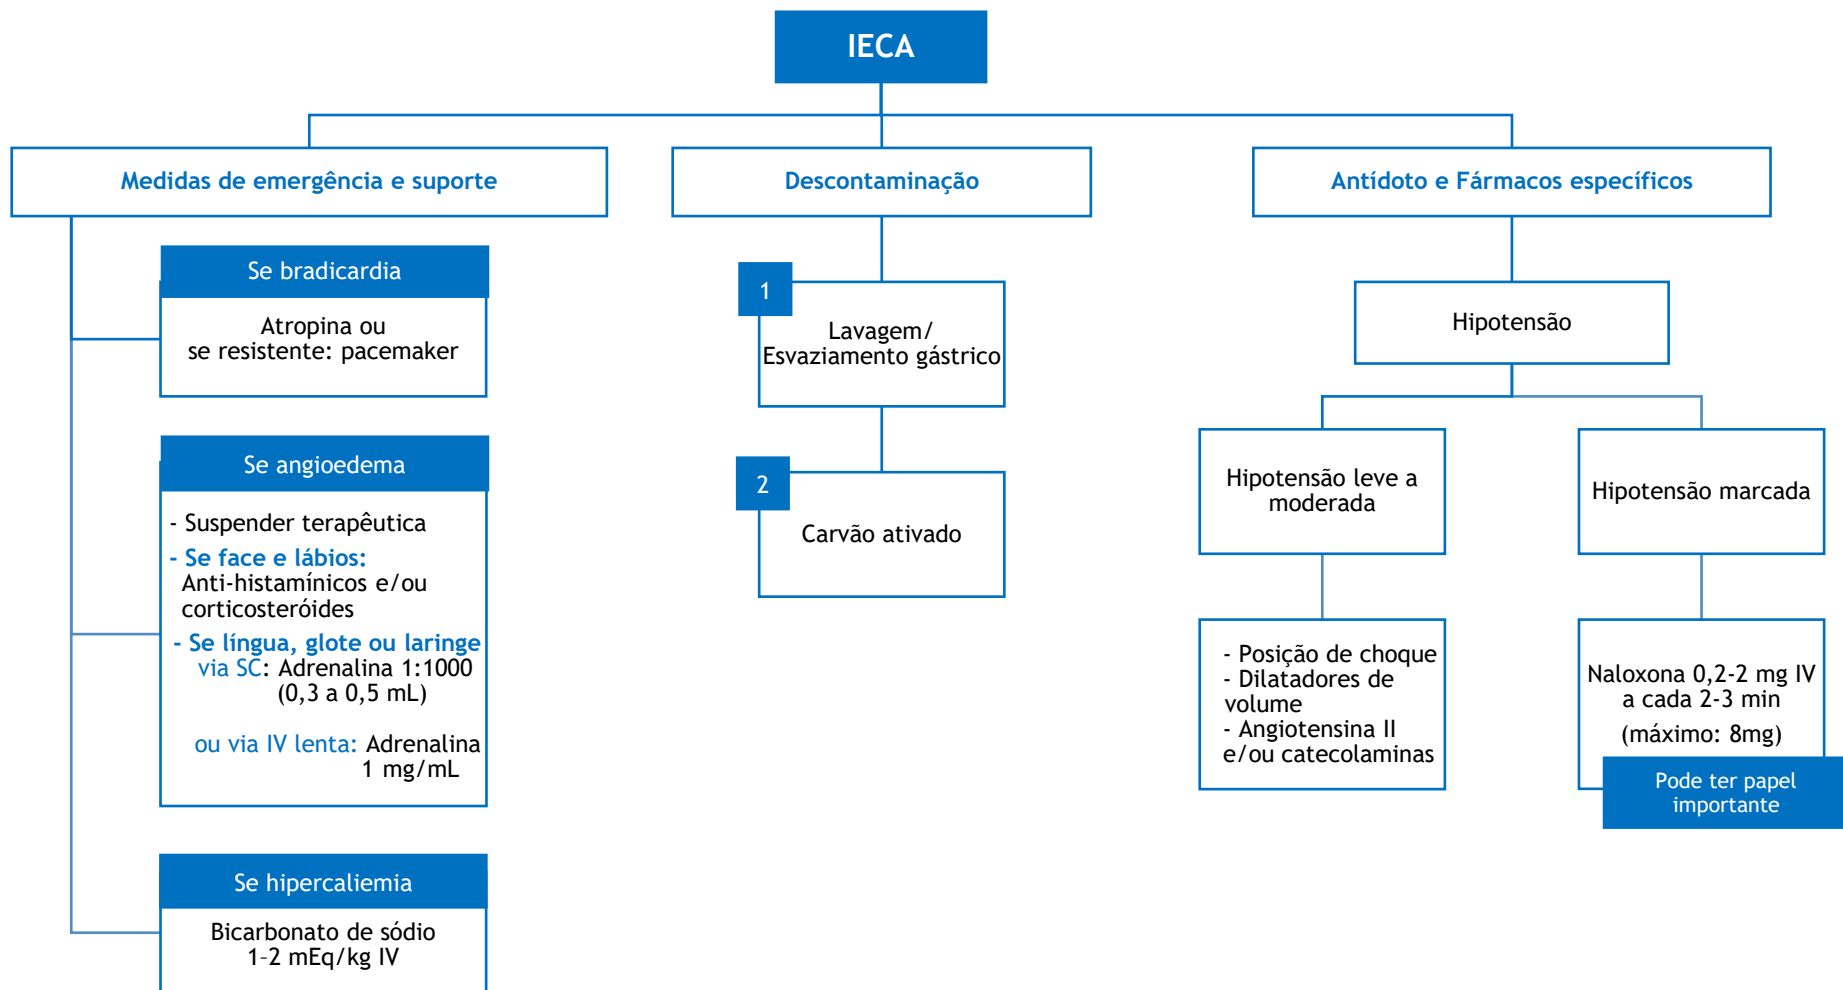 IECA
Medidas de emergência e suporte
Se bradicardia
Atropina ou
se resistente: pacemaker
Se angioedema
- Suspender terapêutica
- Se face e lábios:
Anti-histamínicos e/ou
corticosteróides
- Se língua, glote ou laringe
via SC: Adrenalina 1:1000
(0,3 a 0,5 mL)
ou via IV lenta: Adrenalina
1 mg/mL
Se hipercaliemia
Bicarbonato de sódio
1-2 mEq/kg IV
Descontaminação
1
Lavagem/
Esvaziamento gástrico
2
Carvão ativado
Antídoto e Fármacos específicos
Hipotensão
Hipotensão leve a
moderada
- Posição de choque
- Dilatadores de
volume
- Angiotensina II
e/ou catecolaminas
Hipotensão marcada
Naloxona 0,2-2 mg IV
a cada 2-3 min
(máximo: 8mg)
Pode ter papel
importante